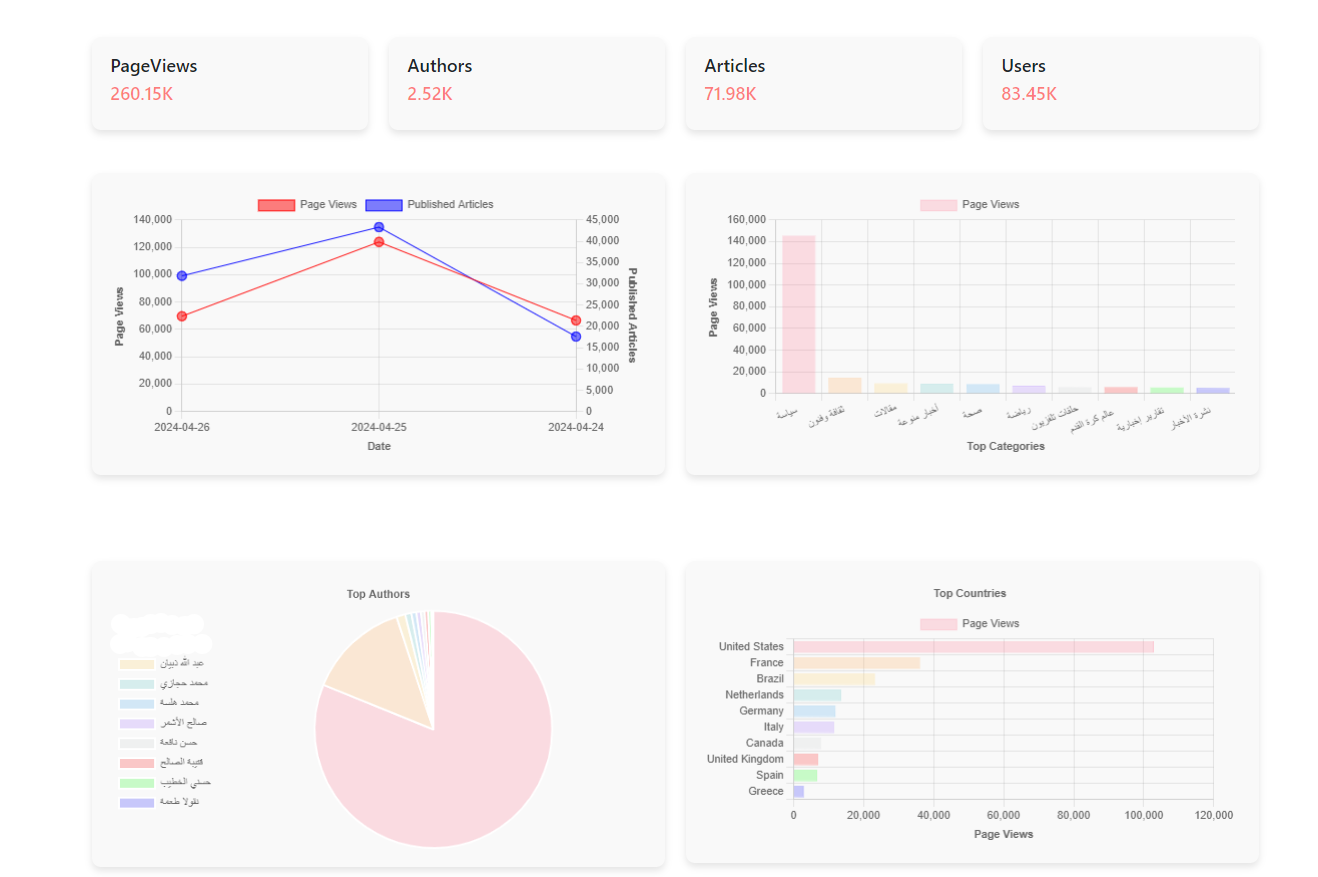 PageViews
260.15K
Authors
2.52K
Articles
71.98K
Users
83.45K
Page Views
Published Articles
140,000
120,000
100,000
80,000
60,000
40,000
20,000
0
Page Views
45,000
40,000
35,000
30,000
25,000
20,000
15,000
10,000
5,000
0
Published Articles
2024-04-26
2024-04-25
2024-04-24
Date
Page Views
160,000
140,000
120,000
100,000
80,000
60,000
40,000
20,000
0
Page Views
سياسة
ثقافة وفنون
مقالات
أخبار منوعة
صحة
رياضة
حلقات تلفزيون
عالم كرة القدم
تقارير إخبارية
نشرة الأخبار
Top Categories
Top Authors
عبد الله ذبيان
محمد حجازي
محمد هلسة
صالح الأشمر
حسن نافعة
قتيبة الصالح
حسني الخطيب
نقولا طعمة
Top Countries
Page Views
United States
France
Brazil
Netherlands
Germany
Italy
Canada
United Kingdom
Spain
Greece
0
20,000
40,000
60,000
80,000
100,000
120,000
Page Views